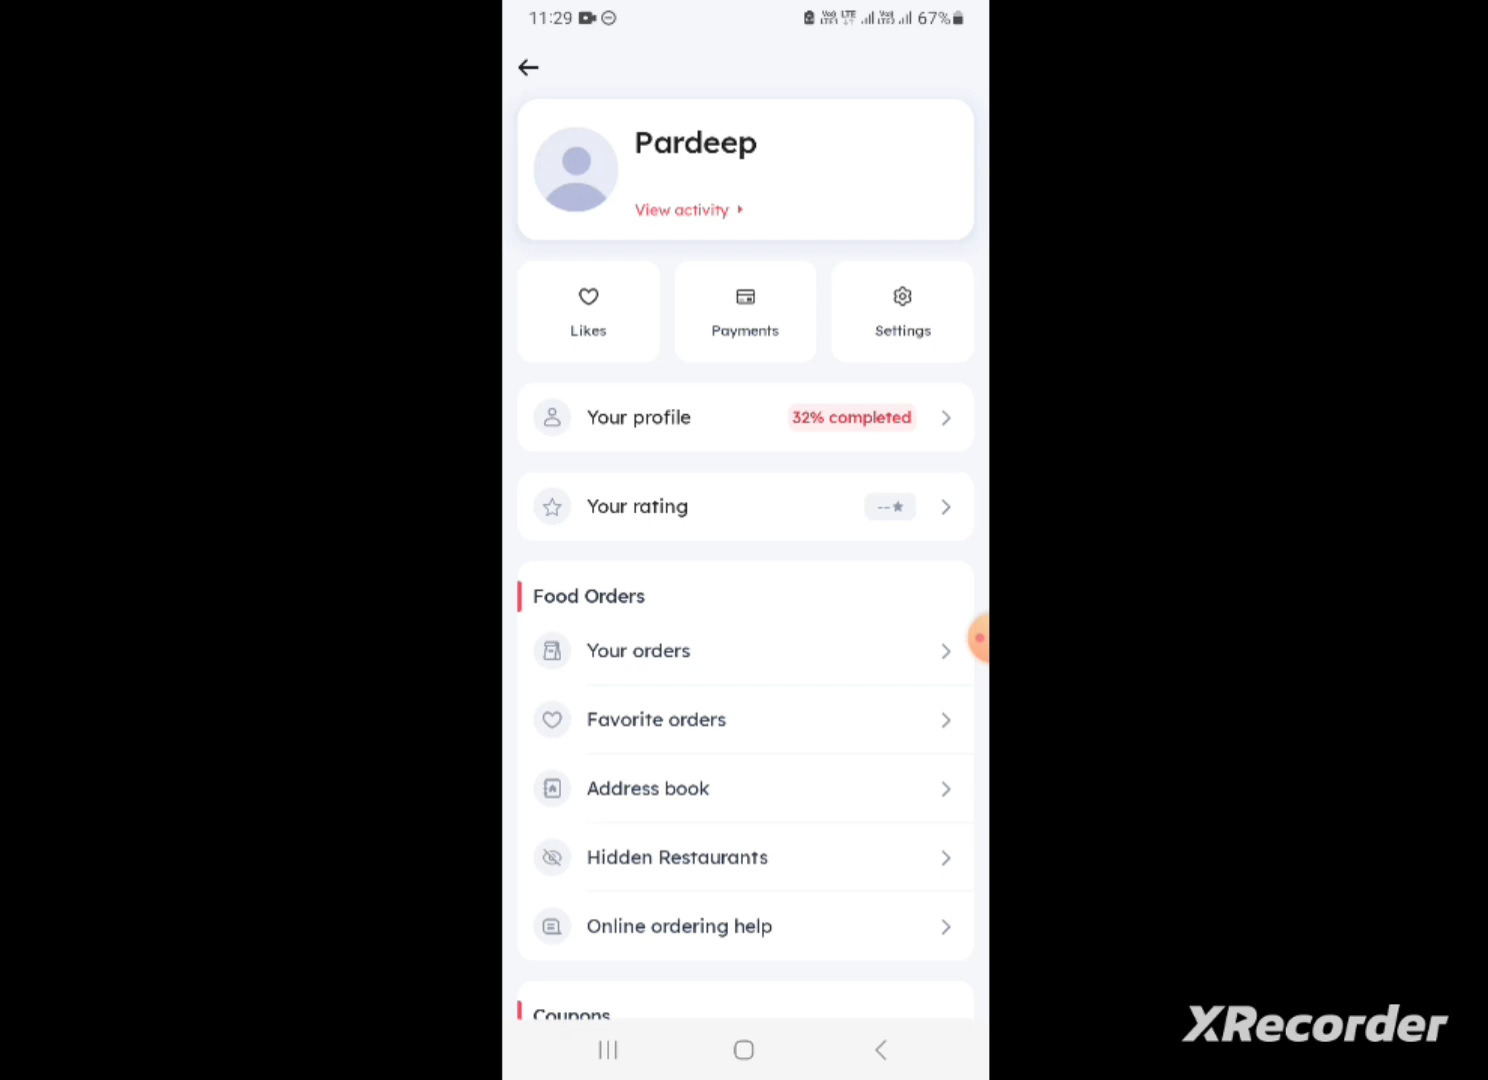 11:29 67%
Pardeep
View activity
Likes Payments Settings
Your profile 32% completed
Your rating --★
Food Orders
Your orders
Favorite orders
Address book
Hidden Restaurants
Online ordering help
Coupons
XRecorder